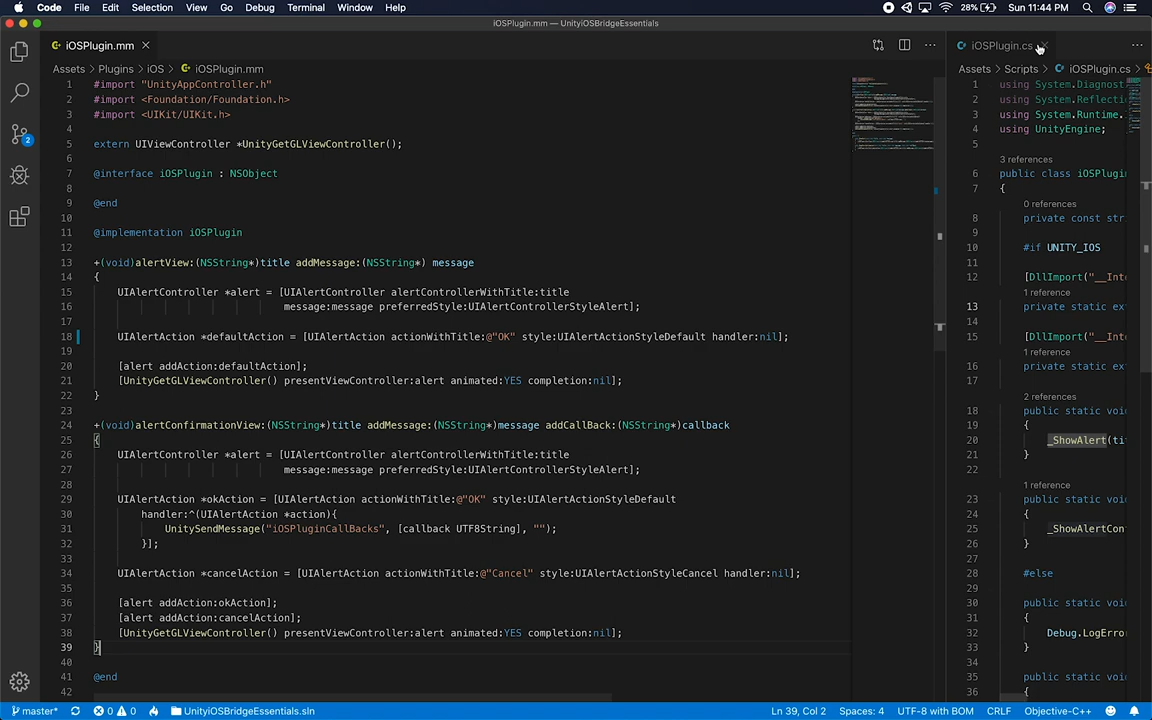 Code File Edit Selection View Go Debug Terminal Window Help 28% Sun 11:44 PM
iOSPlugin.mm — UnityiOSBridgeEssentials
iOSPlugin.mm
Assets > Plugins > iOS > iOSPlugin.mm
1 #import "UnityAppController.h"
2 #import <Foundation/Foundation.h>
3 #import <UIKit/UIKit.h>
4
5 extern UIViewController *UnityGetGLViewController();
6
7 @interface iOSPlugin : NSObject
8
9 @end
10
11 @implementation iOSPlugin
12
13 +(void)alertView:(NSString*)title addMessage:(NSString*) message
14 {
15 UIAlertController *alert = [UIAlertController alertControllerWithTitle:title
16 message:message preferredStyle:UIAlertControllerStyleAlert];
17
18 UIAlertAction *defaultAction = [UIAlertAction actionWithTitle:@"OK" style:UIAlertActionStyleDefault handler:nil];
19
20 [alert addAction:defaultAction];
21 [UnityGetGLViewController() presentViewController:alert animated:YES completion:nil];
22 }
23
24 +(void)alertConfirmationView:(NSString*)title addMessage:(NSString*)message addCallBack:(NSString*)callback
25 {
26 UIAlertController *alert = [UIAlertController alertControllerWithTitle:title
27 message:message preferredStyle:UIAlertControllerStyleAlert];
28
29 UIAlertAction *okAction = [UIAlertAction actionWithTitle:@"OK" style:UIAlertActionStyleDefault
30 handler:^(UIAlertAction *action){
31 UnitySendMessage("iOSPluginCallBacks", [callback UTF8String], "");
32 }];
33
34 UIAlertAction *cancelAction = [UIAlertAction actionWithTitle:@"Cancel" style:UIAlertActionStyleCancel handler:nil];
35
36 [alert addAction:okAction];
37 [alert addAction:cancelAction];
38 [UnityGetGLViewController() presentViewController:alert animated:YES completion:nil];
39 }
40
41 @end
42
iOSPlugin.cs
Assets > Scripts > iOSPlugin.cs >
1 using System.Diagnost
2 using System.Reflecti
3 using System.Runtime.
4 using UnityEngine;
5
3 references
6 public class iOSPlugi
7 {
0 references
8 private const str
9
10 #if UNITY_IOS
11
12 [DllImport("__Inte
1 reference
13 private static ex
14
15 [DllImport("__Inte
1 reference
16 private static ex
17
2 references
18 public static voi
19 {
20 _ShowAlert(tit
21 }
22
1 reference
23 public static voi
24 {
25 _ShowAlertCon
26 }
27
28 #else
29
30 public static voi
31 {
32 Debug.LogErro
33 }
34
35 public static voi
36 {
2
master* 0 0 UnityiOSBridgeEssentials.sln Ln 39, Col 2 Spaces: 4 UTF-8 with BOM CRLF Objective-C++